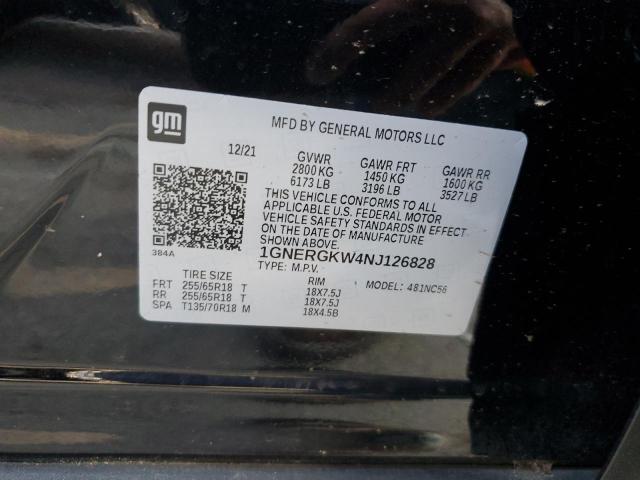 gm
MFD BY GENERAL MOTORS LLC
12/21 GVWR GAWR FRT GAWR RR
2800 KG 1450 KG 1600 KG
6173 LB 3196 LB 3527 LB
THIS VEHICLE CONFORMS TO ALL
APPLICABLE U.S. FEDERAL MOTOR
VEHICLE SAFETY STANDARDS IN EFFECT
ON THE DATE OF MANUFACTURE
SHOWN ABOVE.
384A
1GNERGKW4NJ126828
TYPE: M.P.V.
MODEL: 481NC56
TIRE SIZE RIM
FRT 255/65R18 T 18X7.5J
RR 255/65R18 T 18X7.5J
SPA T135/70R18 M 18X4.5B